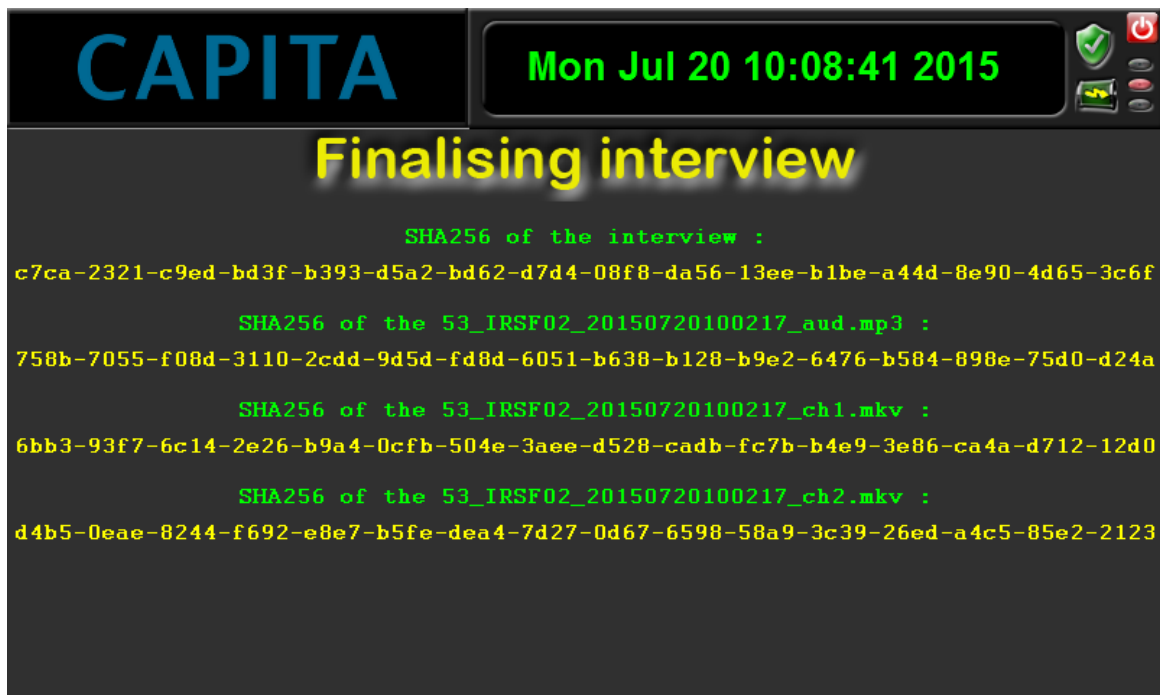 CAPITA
Mon Jul 20 10:08:41 2015
Finalising interview
SHA256 of the interview :
c7ca-2321-c9ed-bd3f-b393-d5a2-bd62-d7d4-08f8-da56-13ee-b1be-a44d-8e90-4d65-3c6f
SHA256 of the 53_IRSF02_20150720100217_aud.mp3 :
758b-7055-f08d-3110-2cdd-9d5d-fd8d-6051-b638-b128-b9e2-6476-b584-898e-75d0-d24a
SHA256 of the 53_IRSF02_20150720100217_ch1.mkv :
6bb3-93f7-6c14-2e26-b9a4-0cfb-504e-3aee-d528-cadb-fc7b-b4e9-3e86-ca4a-d712-12d0
SHA256 of the 53_IRSF02_20150720100217_ch2.mkv :
d4b5-0eae-8244-f692-e8e7-b5fe-dea4-7d27-0d67-6598-58a9-3c39-26ed-a4c5-85e2-2123